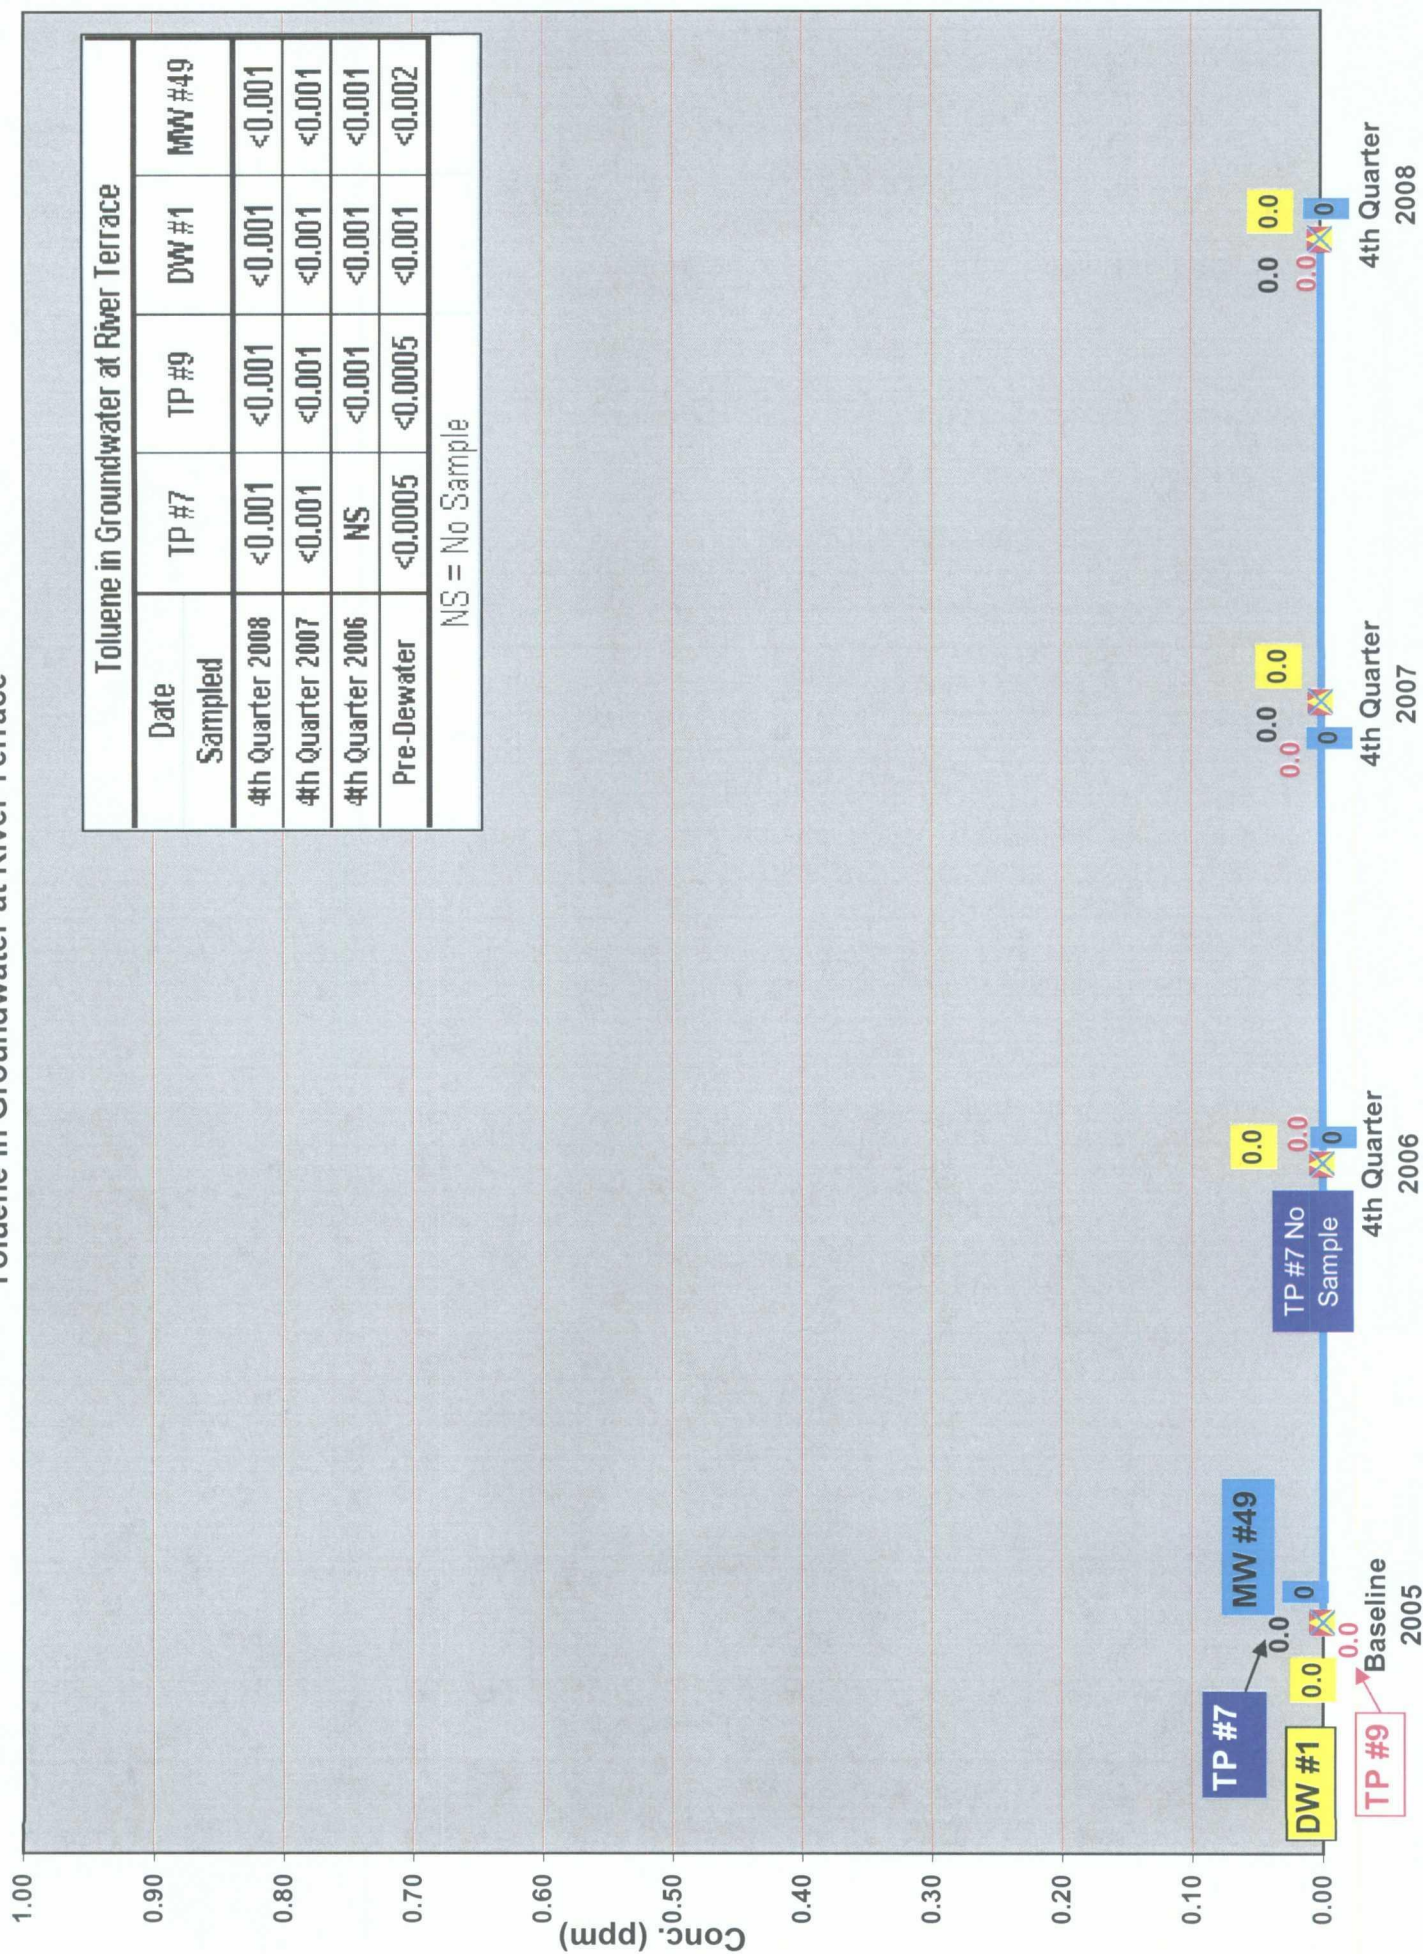 Toluene in Groundwater at River Terrace
Toluene in Groundwater at River Terrace
Date Sampled TP #7 TP #9 DW #1 MW #49
4th Quarter 2008 <0.001 <0.001 <0.001 <0.001
4th Quarter 2007 <0.001 <0.001 <0.001 <0.001
4th Quarter 2006 NS <0.001 <0.001 <0.001
Pre-Dewater <0.0005 <0.0005 <0.001 <0.002
NS = No Sample
Conc. (ppm)
1.00
0.90
0.80
0.70
0.60
0.50
0.40
0.30
0.20
0.10
0.00
TP #7
MW #49
DW #1
TP #9
0.0
0
0.0
0.0
TP #7 No
Sample
0.0
0.0
0
0.0
0.0
0.0
0
0.0
0.0
0.0
0
Baseline
2005
4th Quarter
2006
4th Quarter
2007
4th Quarter
2008